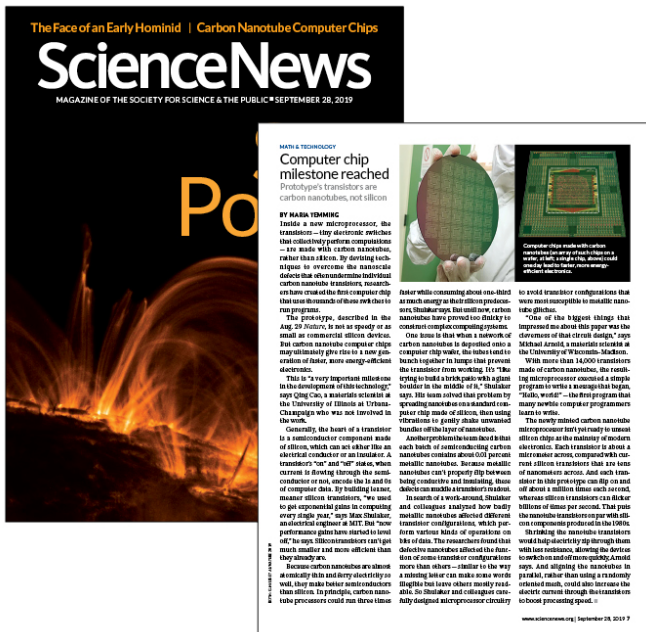 The Face of an Early Hominid | Carbon Nanotube Computer Chips
ScienceNews
MAGAZINE OF THE SOCIETY FOR SCIENCE & THE PUBLIC ■ SEPTEMBER 28, 2019
Po
MATH & TECHNOLOGY
Computer chip
milestone reached
Prototype's transistors are
carbon nanotubes, not silicon
BY MARIA TEMMING
Inside a new microprocessor, the
transistors — tiny electronic switches
that collectively perform computations
— are made with carbon nanotubes,
rather than silicon. By devising tech-
niques to overcome the nanoscale
defects that often undermine individual
carbon nanotube transistors, research-
ers have created the first computer chip
that uses thousands of these switches to
run programs.
The prototype, described in the
Aug. 29 Nature, is not as speedy or as
small as commercial silicon devices.
But carbon nanotube computer chips
may ultimately give rise to a new gen-
eration of faster, more energy-efficient
electronics.
This is "a very important milestone
in the development of this technology,"
says Qing Cao, a materials scientist at
the University of Illinois at Urbana-
Champaign who was not involved in
the work.
Generally, the heart of a transistor
is a semiconductor component made
of silicon, which can act either like an
electrical conductor or an insulator. A
transistor's "on" and "off" states, when
current is flowing through the semi-
conductor or not, encode the 1s and 0s
of computer data. By building leaner,
meaner silicon transistors, "we used
to get exponential gains in computing
every single year," says Max Shulaker,
an electrical engineer at MIT. But "now
performance gains have started to level
off," he says. Silicon transistors can't get
much smaller and more efficient than
they already are.
Because carbon nanotubes are almost
atomically thin and ferry electricity so
well, they make better semiconductors
than silicon. In principle, carbon nano-
tube processors could run three times
Computer chips made with carbon
nanotubes (an array of such chips on a
wafer, at left; a single chip, above) could
one day lead to faster, more energy-
efficient electronics.
faster while consuming about one-third
as much energy as their silicon predeces-
sors, Shulaker says. But until now, carbon
nanotubes have proved too finicky to
construct complex computing systems.
One issue is that when a network of
carbon nanotubes is deposited onto a
computer chip wafer, the tubes tend to
bunch together in lumps that prevent
the transistor from working. It's "like
trying to build a brick patio with a giant
boulder in the middle of it," Shulaker
says. His team solved that problem by
spreading nanotubes on a standard com-
puter chip made of silicon, then using
vibrations to gently shake unwanted
bundles off the layer of nanotubes.
Another problem the team faced is that
each batch of semiconducting carbon
nanotubes contains about 0.01 percent
metallic nanotubes. Because metallic
nanotubes can't properly flip between
being conductive and insulating, these
defects can muddle a transistor's readout.
In search of a work-around, Shulaker
and colleagues analyzed how badly
metallic nanotubes affected different
transistor configurations, which per-
form various kinds of operations on
bits of data. The researchers found that
defective nanotubes affected the func-
tion of some transistor configurations
more than others — similar to the way
a missing letter can make some words
illegible but leave others mostly read-
able. So Shulaker and colleagues care-
fully designed microprocessor circuitry
to avoid transistor configurations that
were most susceptible to metallic nano-
tube glitches.
"One of the biggest things that
impressed me about this paper was the
cleverness of that circuit design," says
Michael Arnold, a materials scientist at
the University of Wisconsin–Madison.
With more than 14,000 transistors
made of carbon nanotubes, the result-
ing microprocessor executed a simple
program to write a message that began,
"Hello, world!" — the first program that
many newbie computer programmers
learn to write.
The newly minted carbon nanotube
microprocessor isn't yet ready to unseat
silicon chips as the mainstay of modern
electronics. Each transistor is about a
micrometer across, compared with cur-
rent silicon transistors that are tens
of nanometers across. And each tran-
sistor in this prototype can flip on and
off about a million times each second,
whereas silicon transistors can flicker
billions of times per second. That puts
the nanotube transistors on par with sili-
con components produced in the 1980s.
Shrinking the nanotube transistors
would help electricity zip through them
with less resistance, allowing the devices
to switch on and off more quickly, Arnold
says. And aligning the nanotubes in
parallel, rather than using a randomly
oriented mesh, could also increase the
electric current through the transistors
to boost processing speed.
www.sciencenews.org | September 28, 2019 7